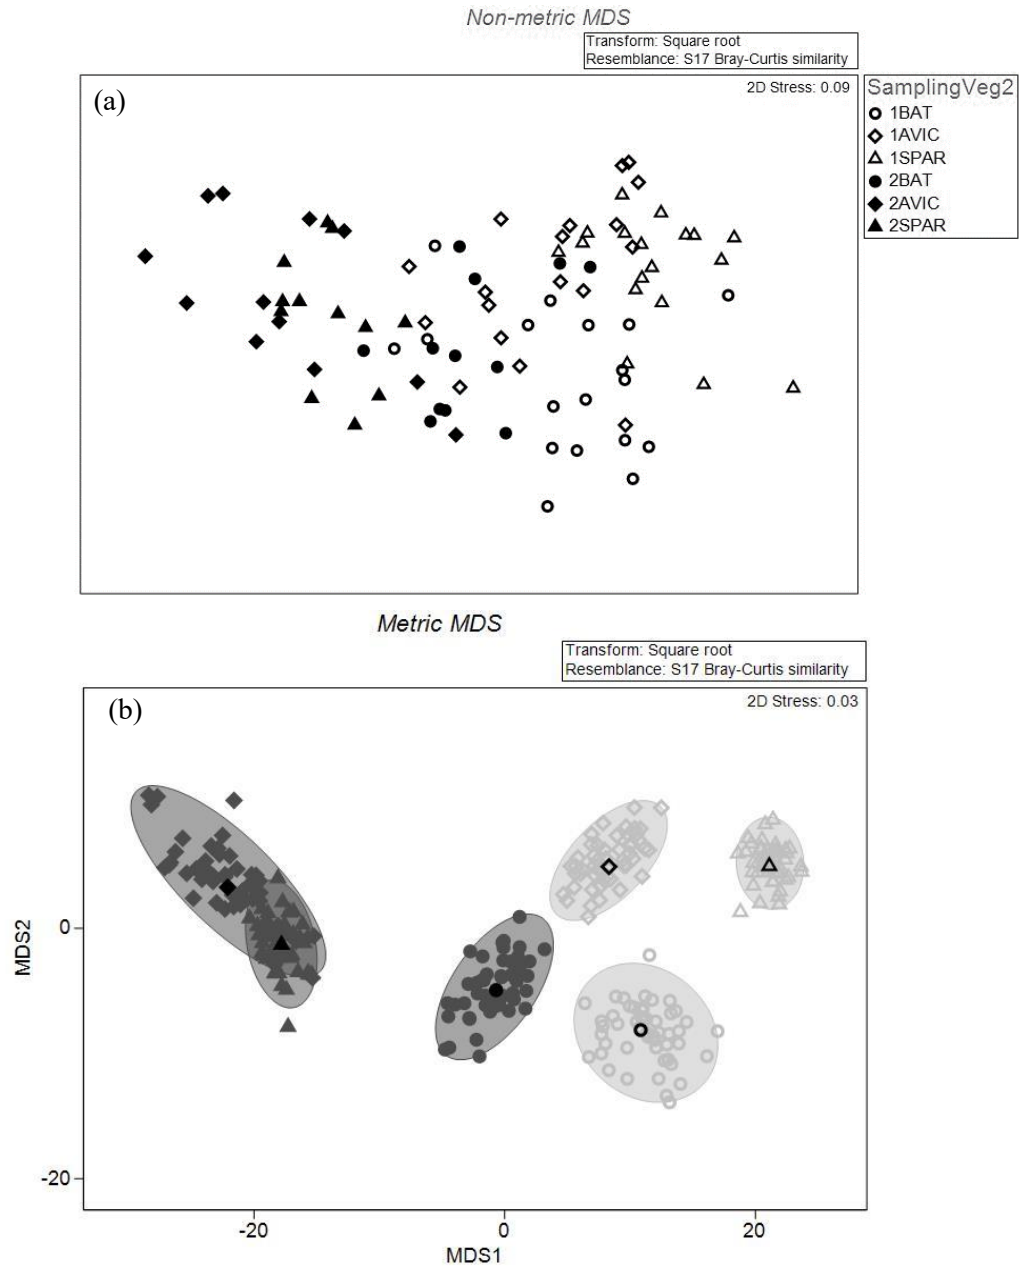 Non-metric MDS
Transform: Square root
Resemblance: S17 Bray-Curtis similarity
(a)
2D Stress: 0.09
SamplingVeg2
1BAT
1AVIC
1SPAR
2BAT
2AVIC
2SPAR
Metric MDS
Transform: Square root
Resemblance: S17 Bray-Curtis similarity
(b)
2D Stress: 0.03
MDS2
0
-20
-20 0 20
MDS1